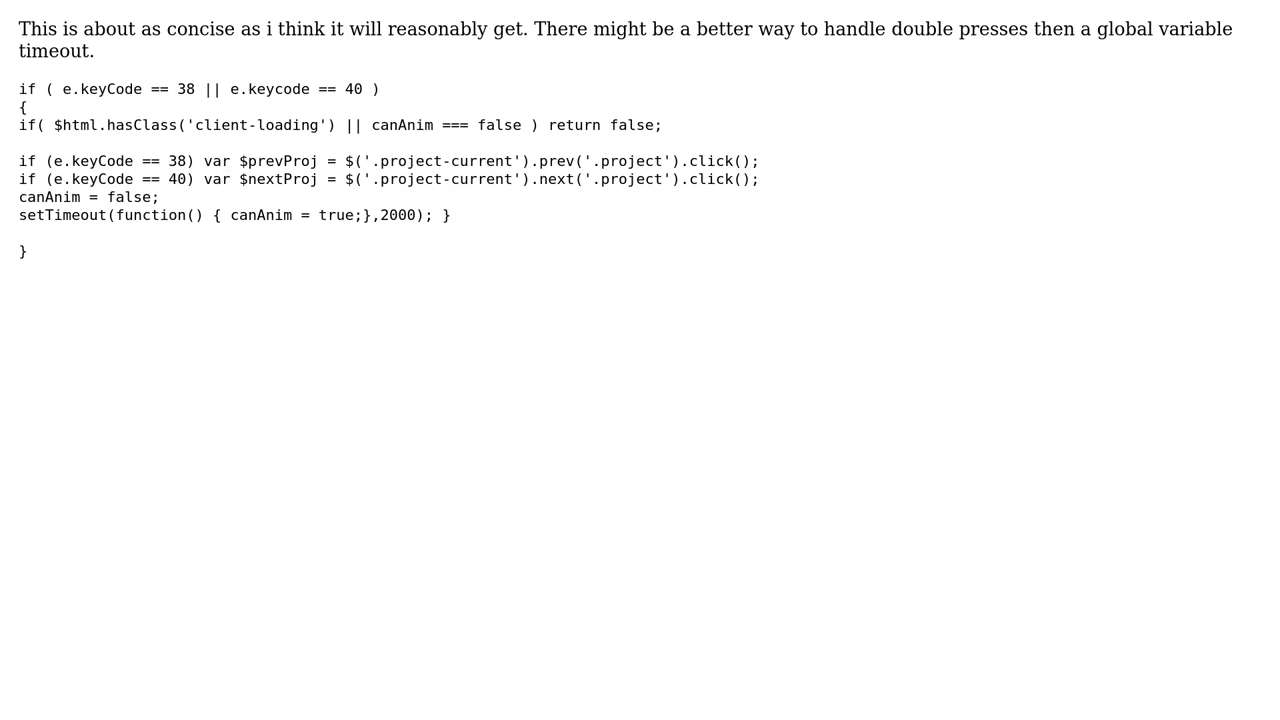 This is about as concise as i think it will reasonably get. There might be a better way to handle double presses then a global variable
timeout.
if ( e.keyCode == 38 || e.keycode == 40 )
{
if( $html.hasClass('client-loading') || canAnim === false ) return false;
if (e.keyCode == 38) var $prevProj = $('.project-current').prev('.project').click();
if (e.keyCode == 40) var $nextProj = $('.project-current').next('.project').click();
canAnim = false;
setTimeout(function() { canAnim = true;},2000); }
}